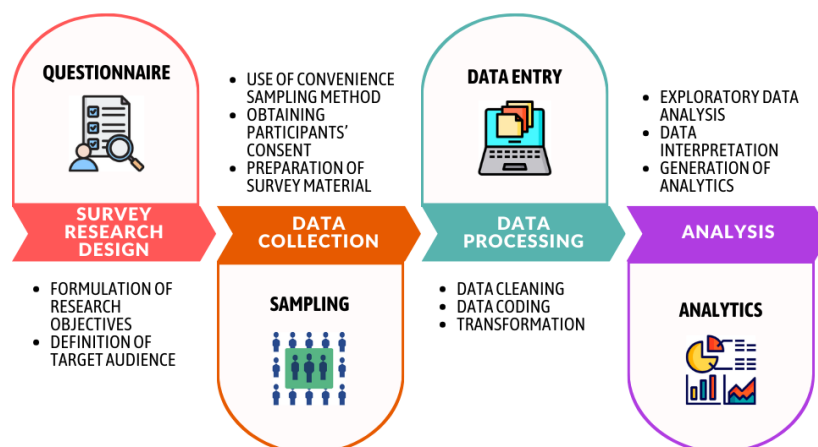 QUESTIONNAIRE
SURVEY
RESEARCH
DESIGN
• FORMULATION OF
RESEARCH
OBJECTIVES
• DEFINITION OF
TARGET AUDIENCE
• USE OF CONVENIENCE
SAMPLING METHOD
• OBTAINING
PARTICIPANTS'
CONSENT
• PREPARATION OF
SURVEY MATERIAL
DATA
COLLECTION
SAMPLING
DATA ENTRY
DATA
PROCESSING
• DATA CLEANING
• DATA CODING
• TRANSFORMATION
• EXPLORATORY DATA
ANALYSIS
• DATA
INTERPRETATION
• GENERATION OF
ANALYTICS
ANALYSIS
ANALYTICS